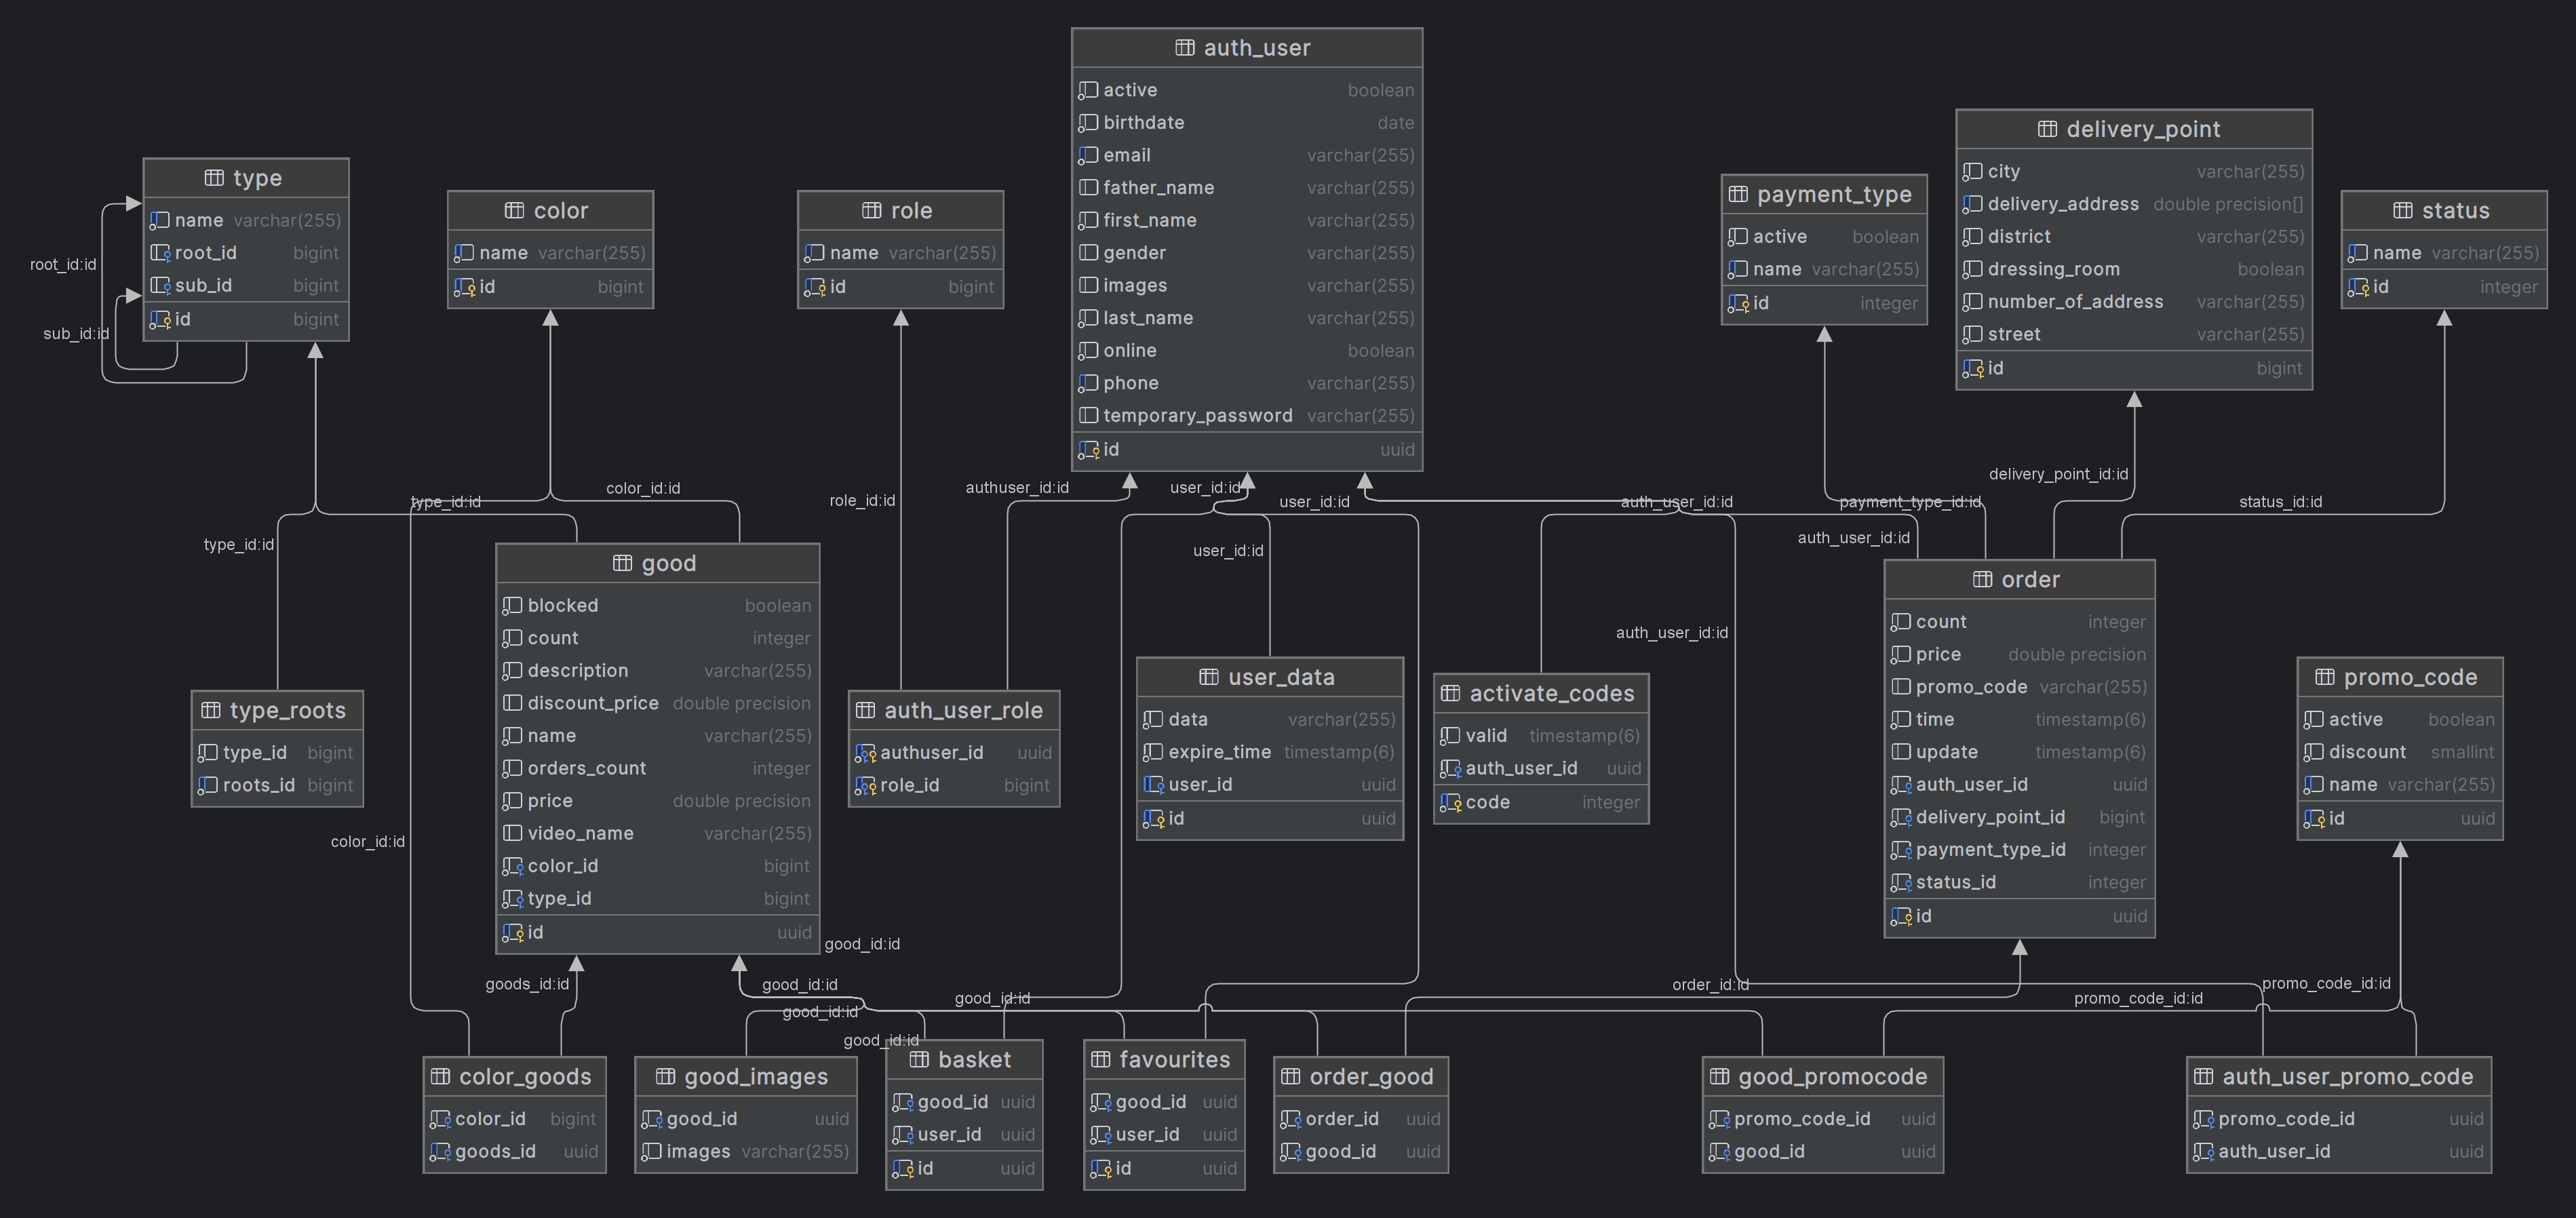 auth_user
active boolean
birthdate date
email varchar(255)
father_name varchar(255)
first_name varchar(255)
gender varchar(255)
images varchar(255)
last_name varchar(255)
online boolean
phone varchar(255)
temporary_password varchar(255)
id uuid
delivery_point
city varchar(255)
delivery_address double precision[]
district varchar(255)
dressing_room boolean
number_of_address varchar(255)
street varchar(255)
id bigint
type
name varchar(255)
root_id bigint
sub_id bigint
id bigint
root_id:id
sub_id:id
color
name varchar(255)
id bigint
role
name varchar(255)
id bigint
payment_type
active boolean
name varchar(255)
id integer
status
name varchar(255)
id integer
type_id:id
color_id:id
type_id:id
role_id:id
authuser_id:id
user_id:id
user_id:id
user_id:id
auth_user_id:id
payment_type_id:id
delivery_point_id:id
status_id:id
auth_user_id:id
auth_user_id:id
good
blocked boolean
count integer
description varchar(255)
discount_price double precision
name varchar(255)
orders_count integer
price double precision
video_name varchar(255)
color_id bigint
type_id bigint
id uuid
order
count integer
price double precision
promo_code varchar(255)
time timestamp(6)
update timestamp(6)
auth_user_id uuid
delivery_point_id bigint
payment_type_id integer
status_id integer
id uuid
type_roots
type_id bigint
roots_id bigint
auth_user_role
authuser_id uuid
role_id bigint
user_data
data varchar(255)
expire_time timestamp(6)
user_id uuid
id uuid
activate_codes
valid timestamp(6)
auth_user_id uuid
code integer
promo_code
active boolean
discount smallint
name varchar(255)
id uuid
color_id:id
good_id:id
goods_id:id
good_id:id
good_id:id
good_id:id
good_id:id
order_id:id
promo_code_id:id
promo_code_id:id
color_goods
color_id bigint
goods_id uuid
good_images
good_id uuid
images varchar(255)
basket
good_id uuid
user_id uuid
id uuid
favourites
good_id uuid
user_id uuid
id uuid
order_good
order_id uuid
good_id uuid
good_promocode
promo_code_id uuid
good_id uuid
auth_user_promo_code
promo_code_id uuid
auth_user_id uuid